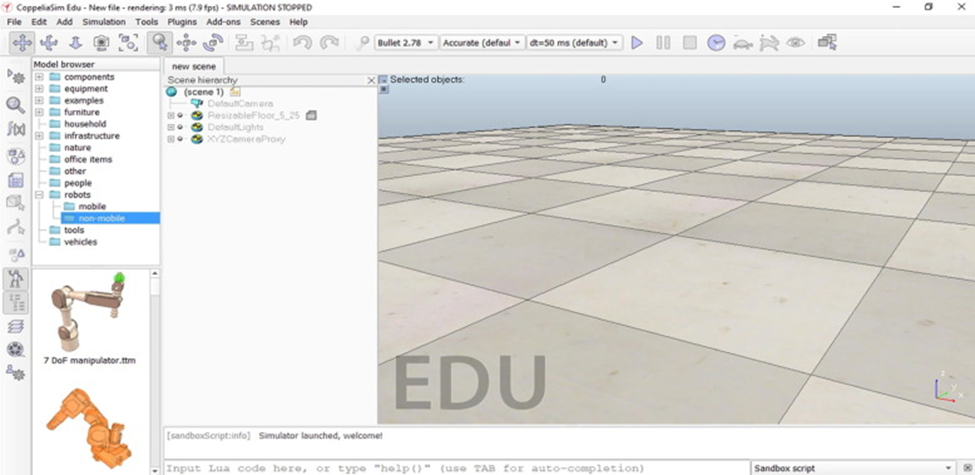 CoppeliaSim Edu - New file - rendering: 3 ms (7.9 fps) - SIMULATION STOPPED
File Edit Add Simulation Tools Plugins Add-ons Scenes Help
Bullet 2.78 Accurate (defaul dt=50 ms (default)
Model browser
components
equipment
examples
furniture
household
infrastructure
nature
office items
other
people
robots
mobile
non-mobile
tools
vehicles
7 DoF manipulator.ttm
new scene
Scene hierarchy
(scene 1)
DefaultCamera
ResizableFloor_5_25
DefaultLights
XYZCameraProxy
Selected objects: 0
EDU
z
y
x
[sandboxScript:info] Simulator launched, welcome!
Input Lua code here, or type "help()" (use TAB for auto-completion)
Sandbox script